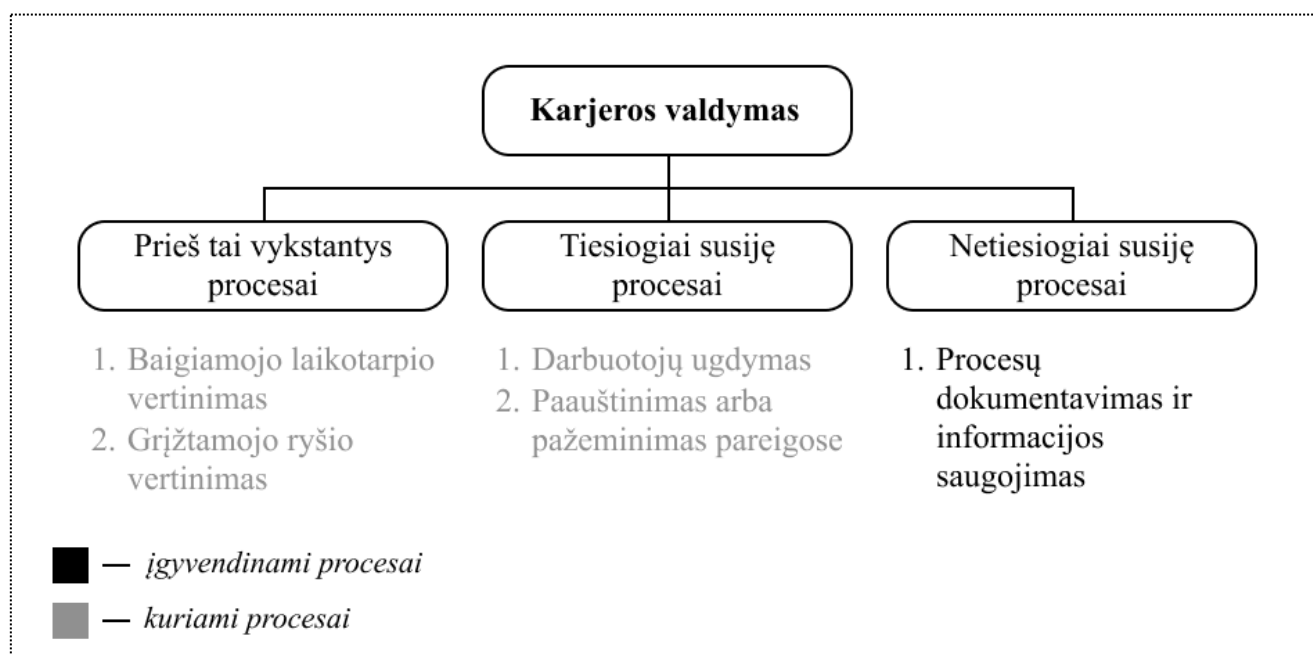 Karjeros valdymas
Prieš tai vykstantys
procesai
Tiesiogiai susiję
procesai
Netiesiogiai susiję
procesai
1. Baigiamojo laikotarpio
vertinimas
2. Grįžtamojo ryšio
vertinimas
1. Darbuotojų ugdymas
2. Paauštinimas arba
pažeminimas pareigose
1. Procesų
dokumentavimas ir
informacijos
saugojimas
— įgyvendinami procesai
— kuriami procesai